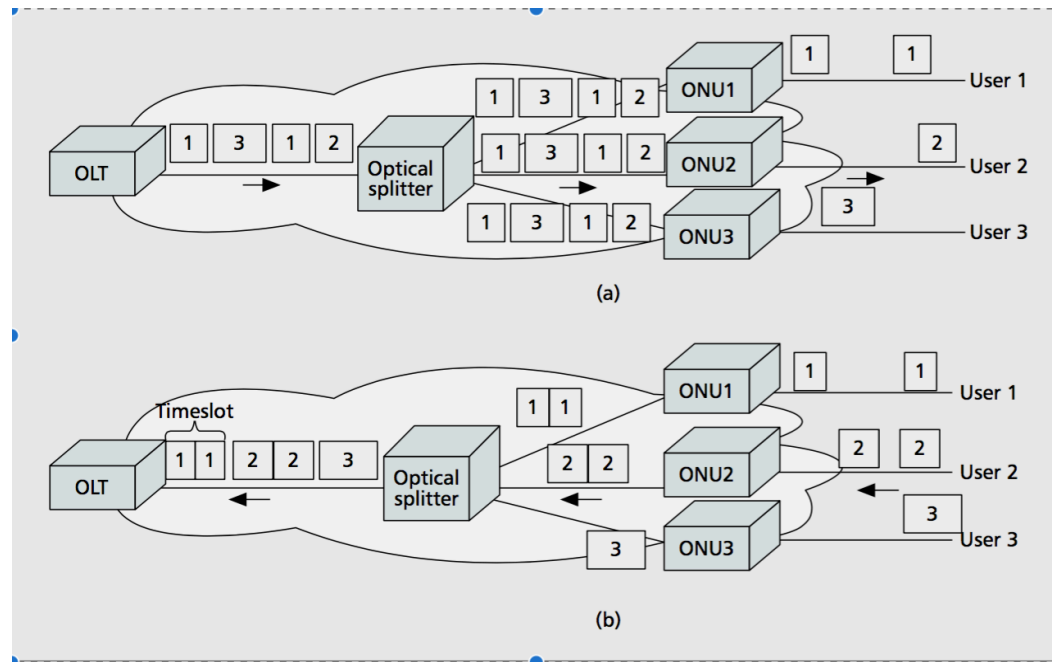 1 1
ONU1
User 1
1 3 1 2
1 3 1 2
OLT
Optical
splitter
1 3 1 2
ONU2
2
User 2
1 3 1 2
ONU3
3
User 3
(a)
1 1
ONU1
User 1
1 1
Timeslot
1 1 2 2 3
OLT
Optical
splitter
2 2
ONU2
2 2
User 2
3
ONU3
3
User 3
(b)